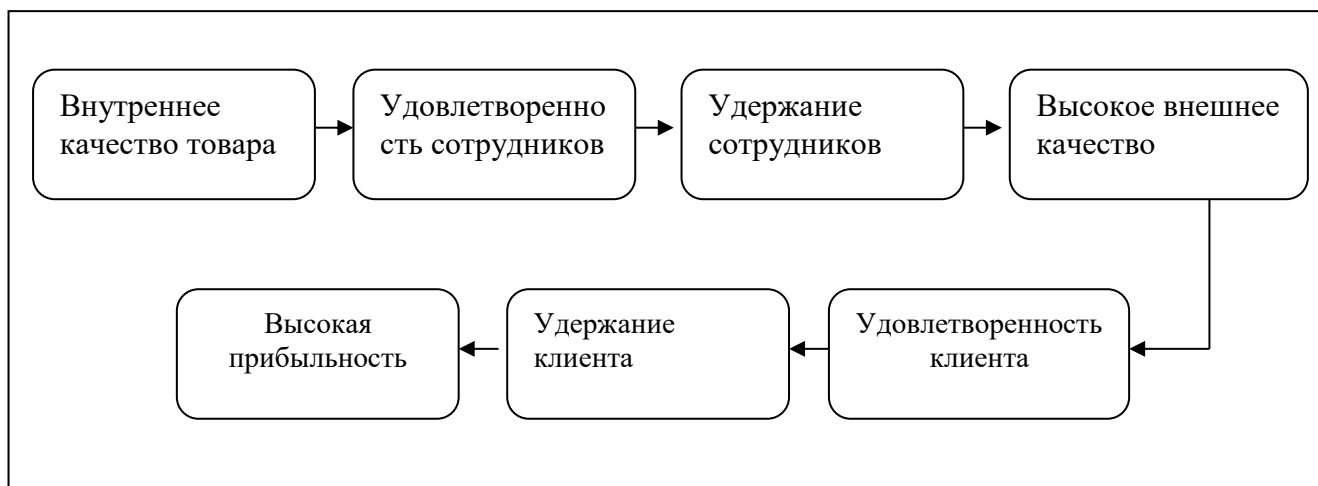 Внутреннее
качество товара
Удовлетворенно
сть сотрудников
Удержание
сотрудников
Высокое внешнее
качество
Удовлетворенность
клиента
Удержание
клиента
Высокая
прибыльность